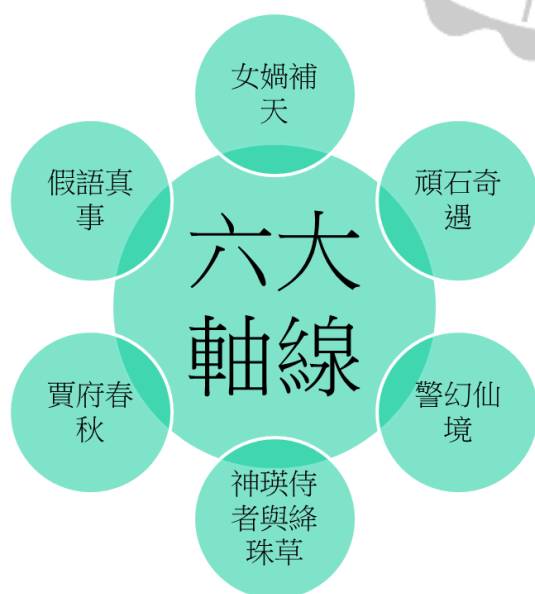 女媧補
天
假語真
事
頑石奇
遇
六大
軸線
賈府春
秋
警幻仙
境
神瑛侍
者與絳
珠草